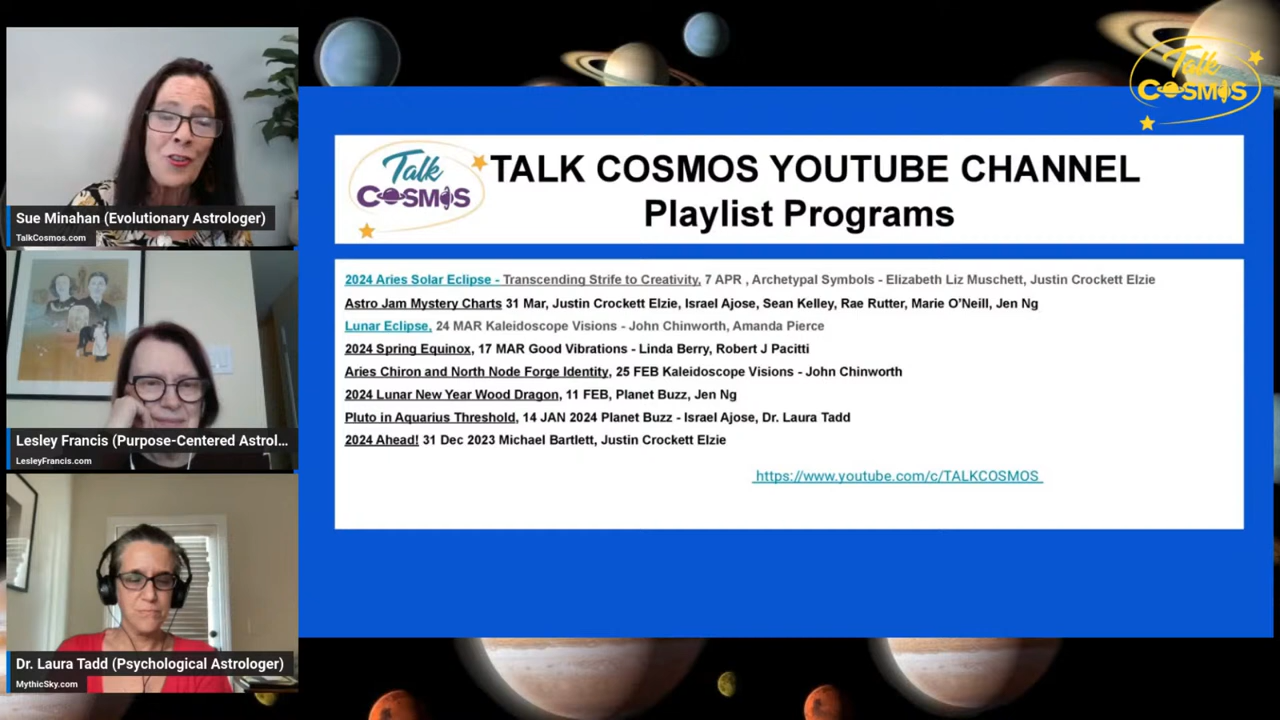 Talk
COSMOS
Sue Minahan (Evolutionary Astrologer)
TalkCosmos.com
Lesley Francis (Purpose-Centered Astrol...
LesleyFrancis.com
Dr. Laura Tadd (Psychological Astrologer)
MythicSky.com
Talk
COSMOS
TALK COSMOS YOUTUBE CHANNEL
Playlist Programs
2024 Aries Solar Eclipse - Transcending Strife to Creativity, 7 APR , Archetypal Symbols - Elizabeth Liz Muschett, Justin Crockett Elzie
Astro Jam Mystery Charts 31 Mar, Justin Crockett Elzie, Israel Ajose, Sean Kelley, Rae Rutter, Marie O'Neill, Jen Ng
Lunar Eclipse, 24 MAR Kaleidoscope Visions - John Chinworth, Amanda Pierce
2024 Spring Equinox, 17 MAR Good Vibrations - Linda Berry, Robert J Pacitti
Aries Chiron and North Node Forge Identity, 25 FEB Kaleidoscope Visions - John Chinworth
2024 Lunar New Year Wood Dragon, 11 FEB, Planet Buzz, Jen Ng
Pluto in Aquarius Threshold, 14 JAN 2024 Planet Buzz - Israel Ajose, Dr. Laura Tadd
2024 Ahead! 31 Dec 2023 Michael Bartlett, Justin Crockett Elzie
https://www.youtube.com/c/TALKCOSMOS